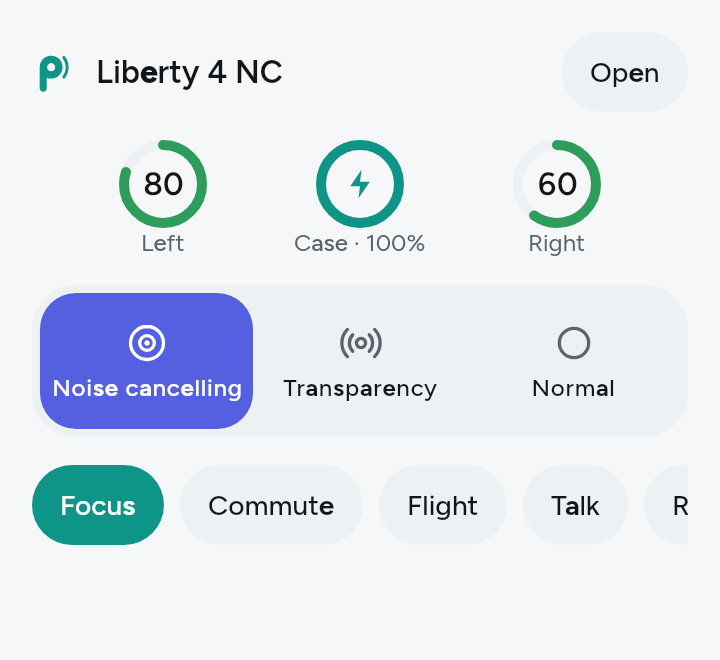 Liberty 4 NC
Open
80
60
Left
Case · 100%
Right
Noise cancelling
Transparency
Normal
Focus
Commute
Flight
Talk
R